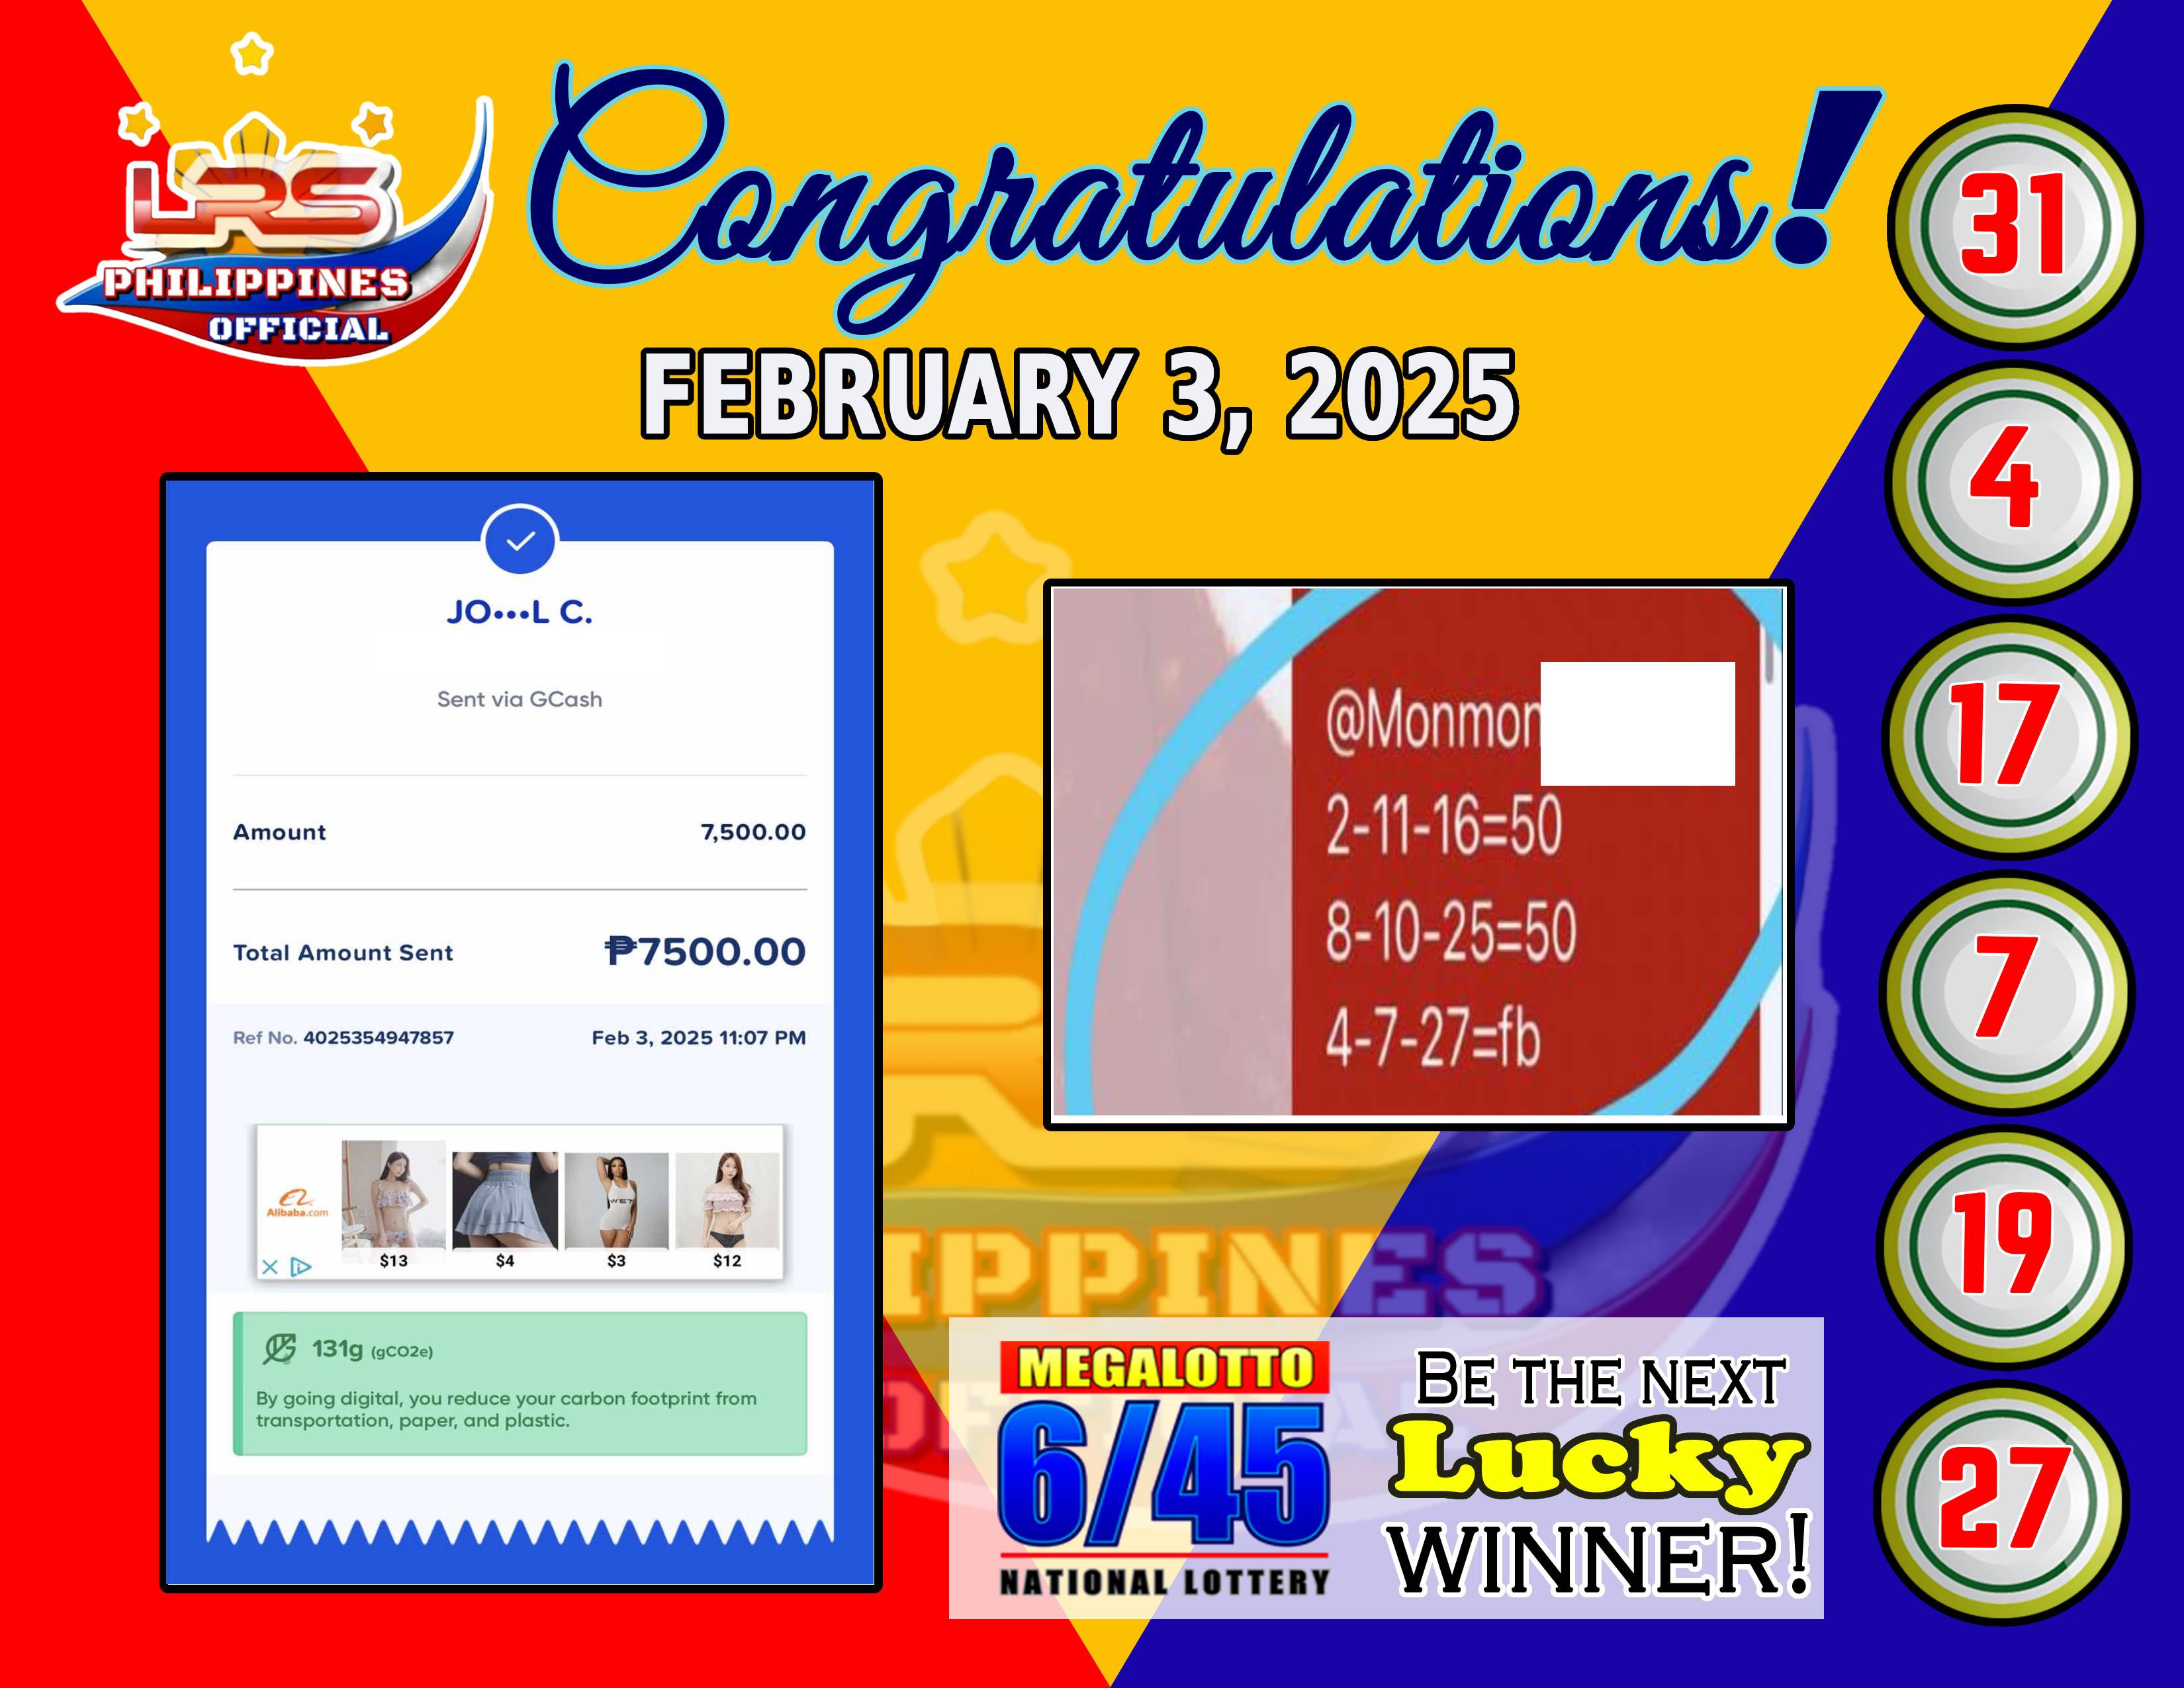 LRS
PHILIPPINES
OFFICIAL
Congratulations!
FEBRUARY 3, 2025
JO•••L C.
Sent via GCash
Amount 7,500.00
Total Amount Sent ₱7500.00
Ref No. 4025354947857 Feb 3, 2025 11:07 PM
Alibaba.com
WET
$13 $4 $3 $12
131g (gCO2e)
By going digital, you reduce your carbon footprint from
transportation, paper, and plastic.
@Monmon
2-11-16=50
8-10-25=50
4-7-27=fb
IPPINES
MEGALOTTO
6/45
NATIONAL LOTTERY
BE THE NEXT
Lucky
WINNER!
31
4
17
7
19
27